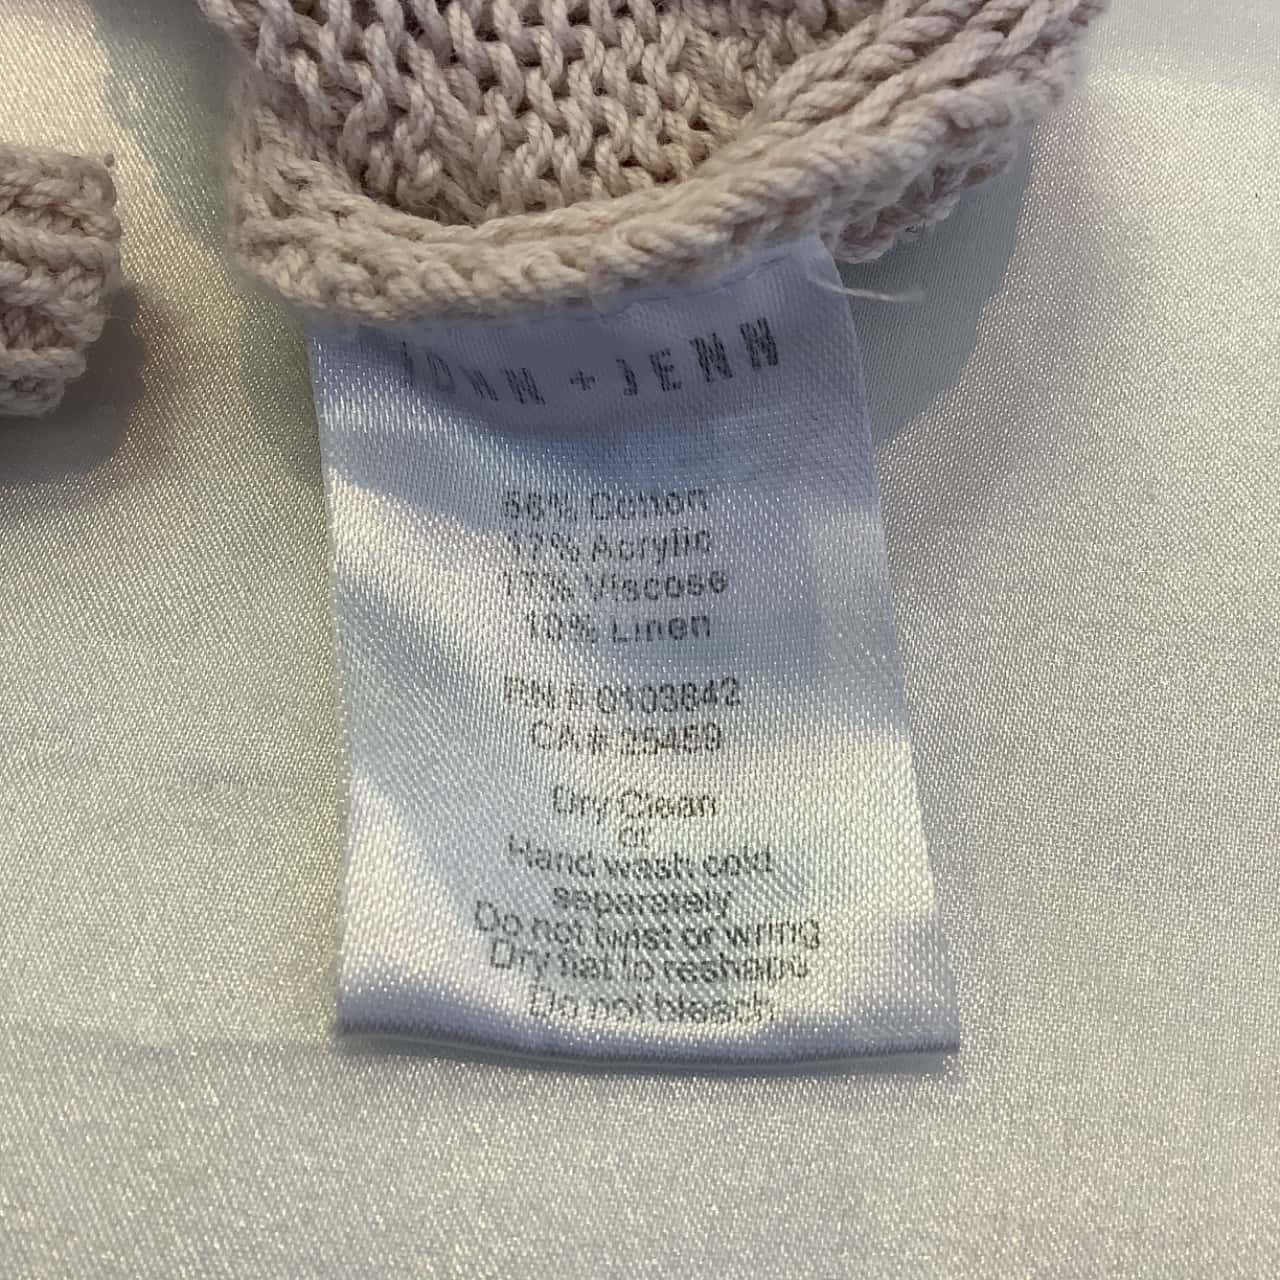 JOHN + JENN
56% Cotton
17% Acrylic
17% Viscose
10% Linen
RN # 0103842
CA# 25459
Dry Clean
or
Hand wash cold
separately
Do not twist or wring
Dry flat to reshape
Do not bleach